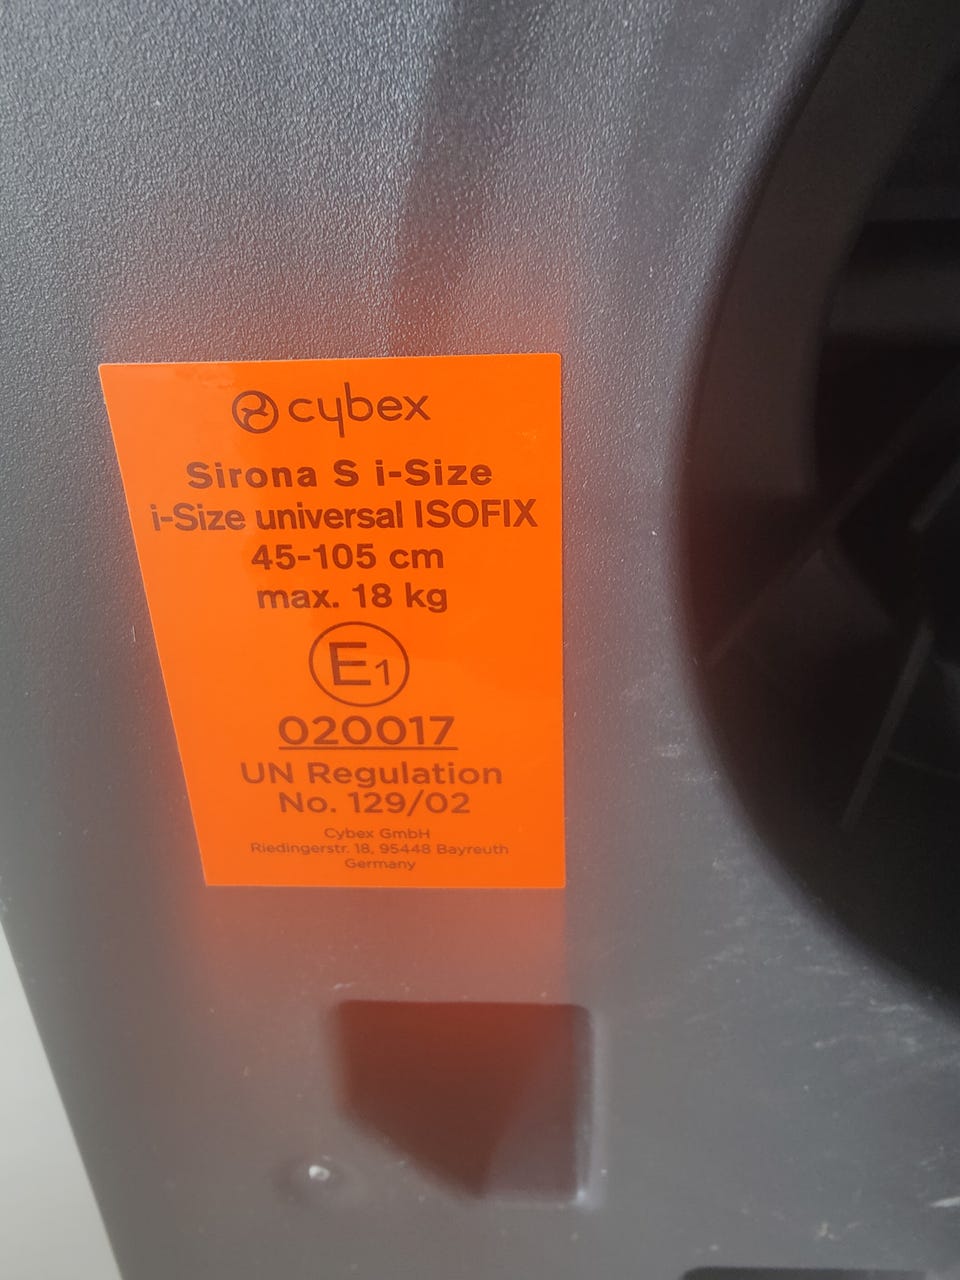 cybex
Sirona S i-Size
i-Size universal ISOFIX
45-105 cm
max. 18 kg
E1
020017
UN Regulation
No. 129/02
Cybex GmbH
Riedingerstr. 18, 95448 Bayreuth
Germany